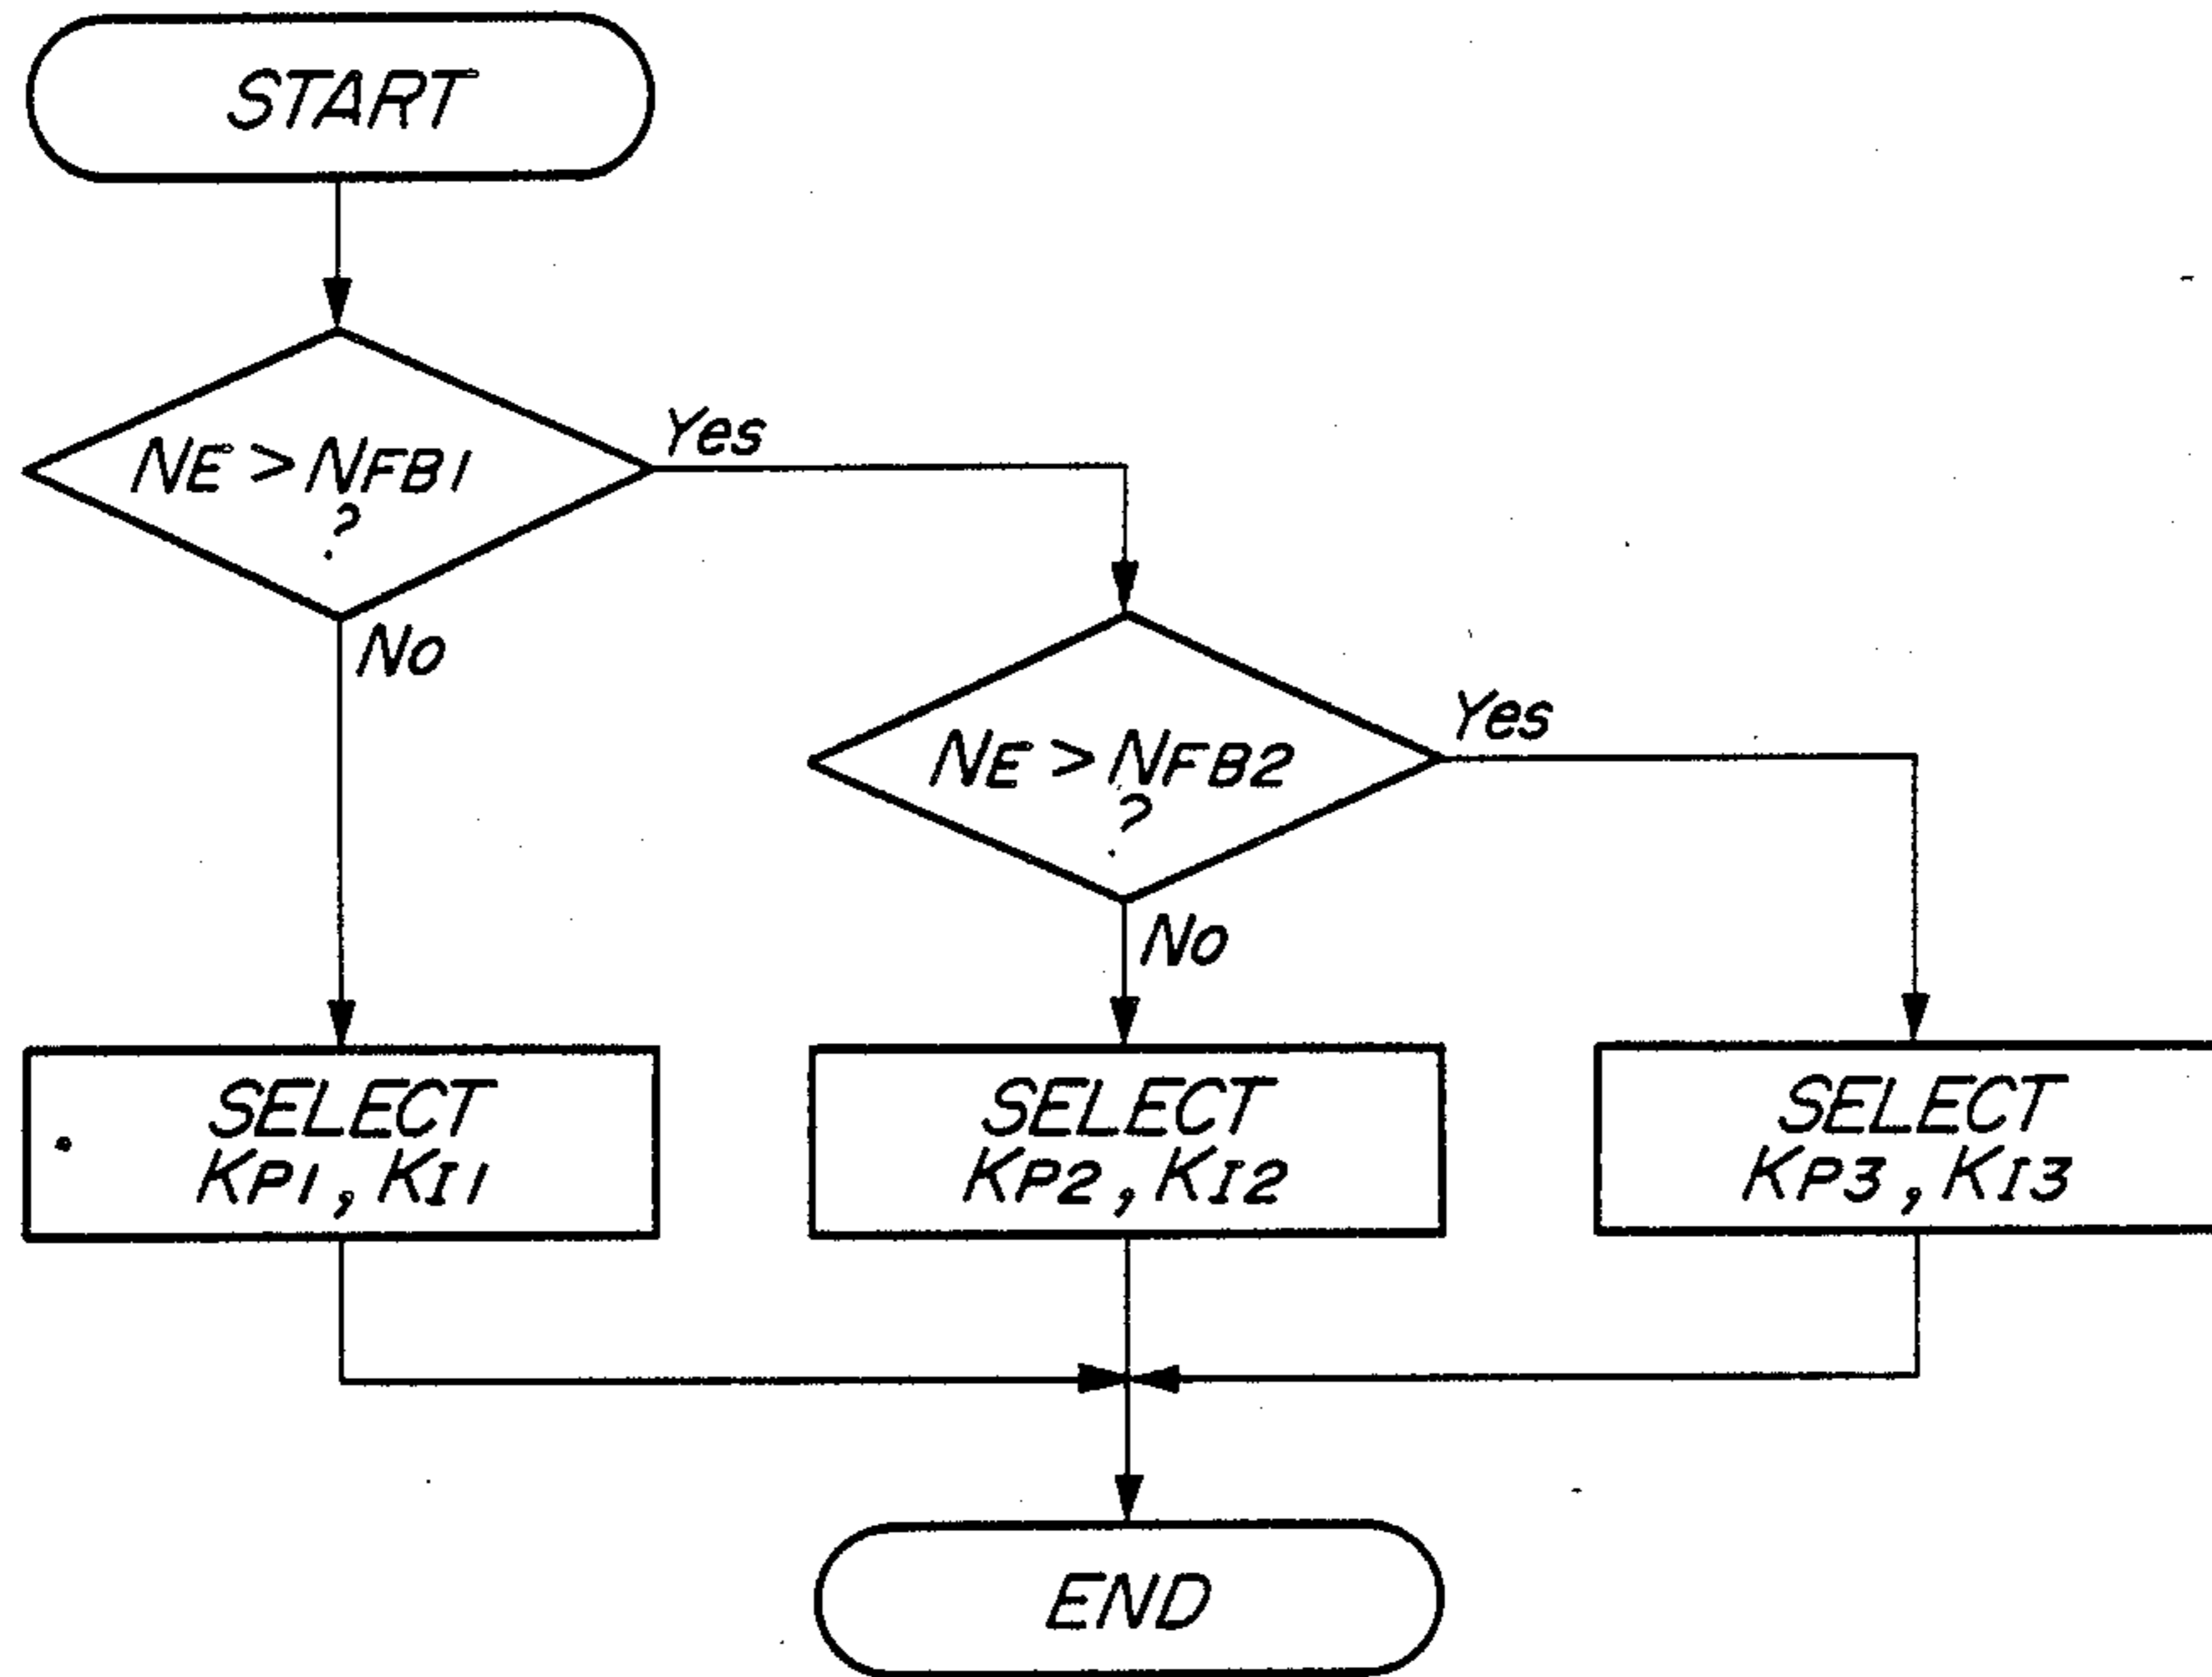 START
NE > NFB1
?
Yes
No
NE > NFB2
?
Yes
No
SELECT
KP1, KI1
SELECT
KP2, KI2
SELECT
KP3, KI3
END